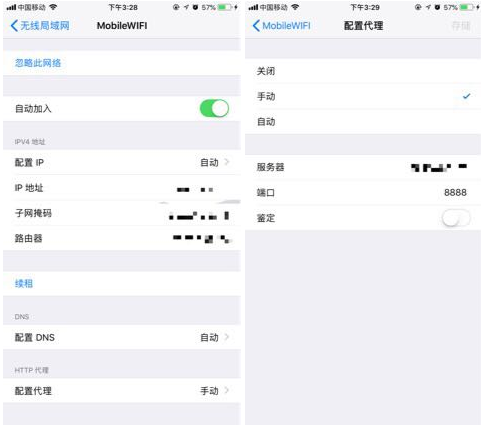 中国移动 下午3:28 57%
无线局域网 MobileWIFI
忽略此网络
自动加入
IPV4 地址
配置 IP 自动
IP 地址
子网掩码
路由器
续租
DNS
配置 DNS 自动
HTTP 代理
配置代理 手动
中国移动 下午3:29 57%
MobileWIFI 配置代理 存储
关闭
手动
自动
服务器
端口 8888
鉴定